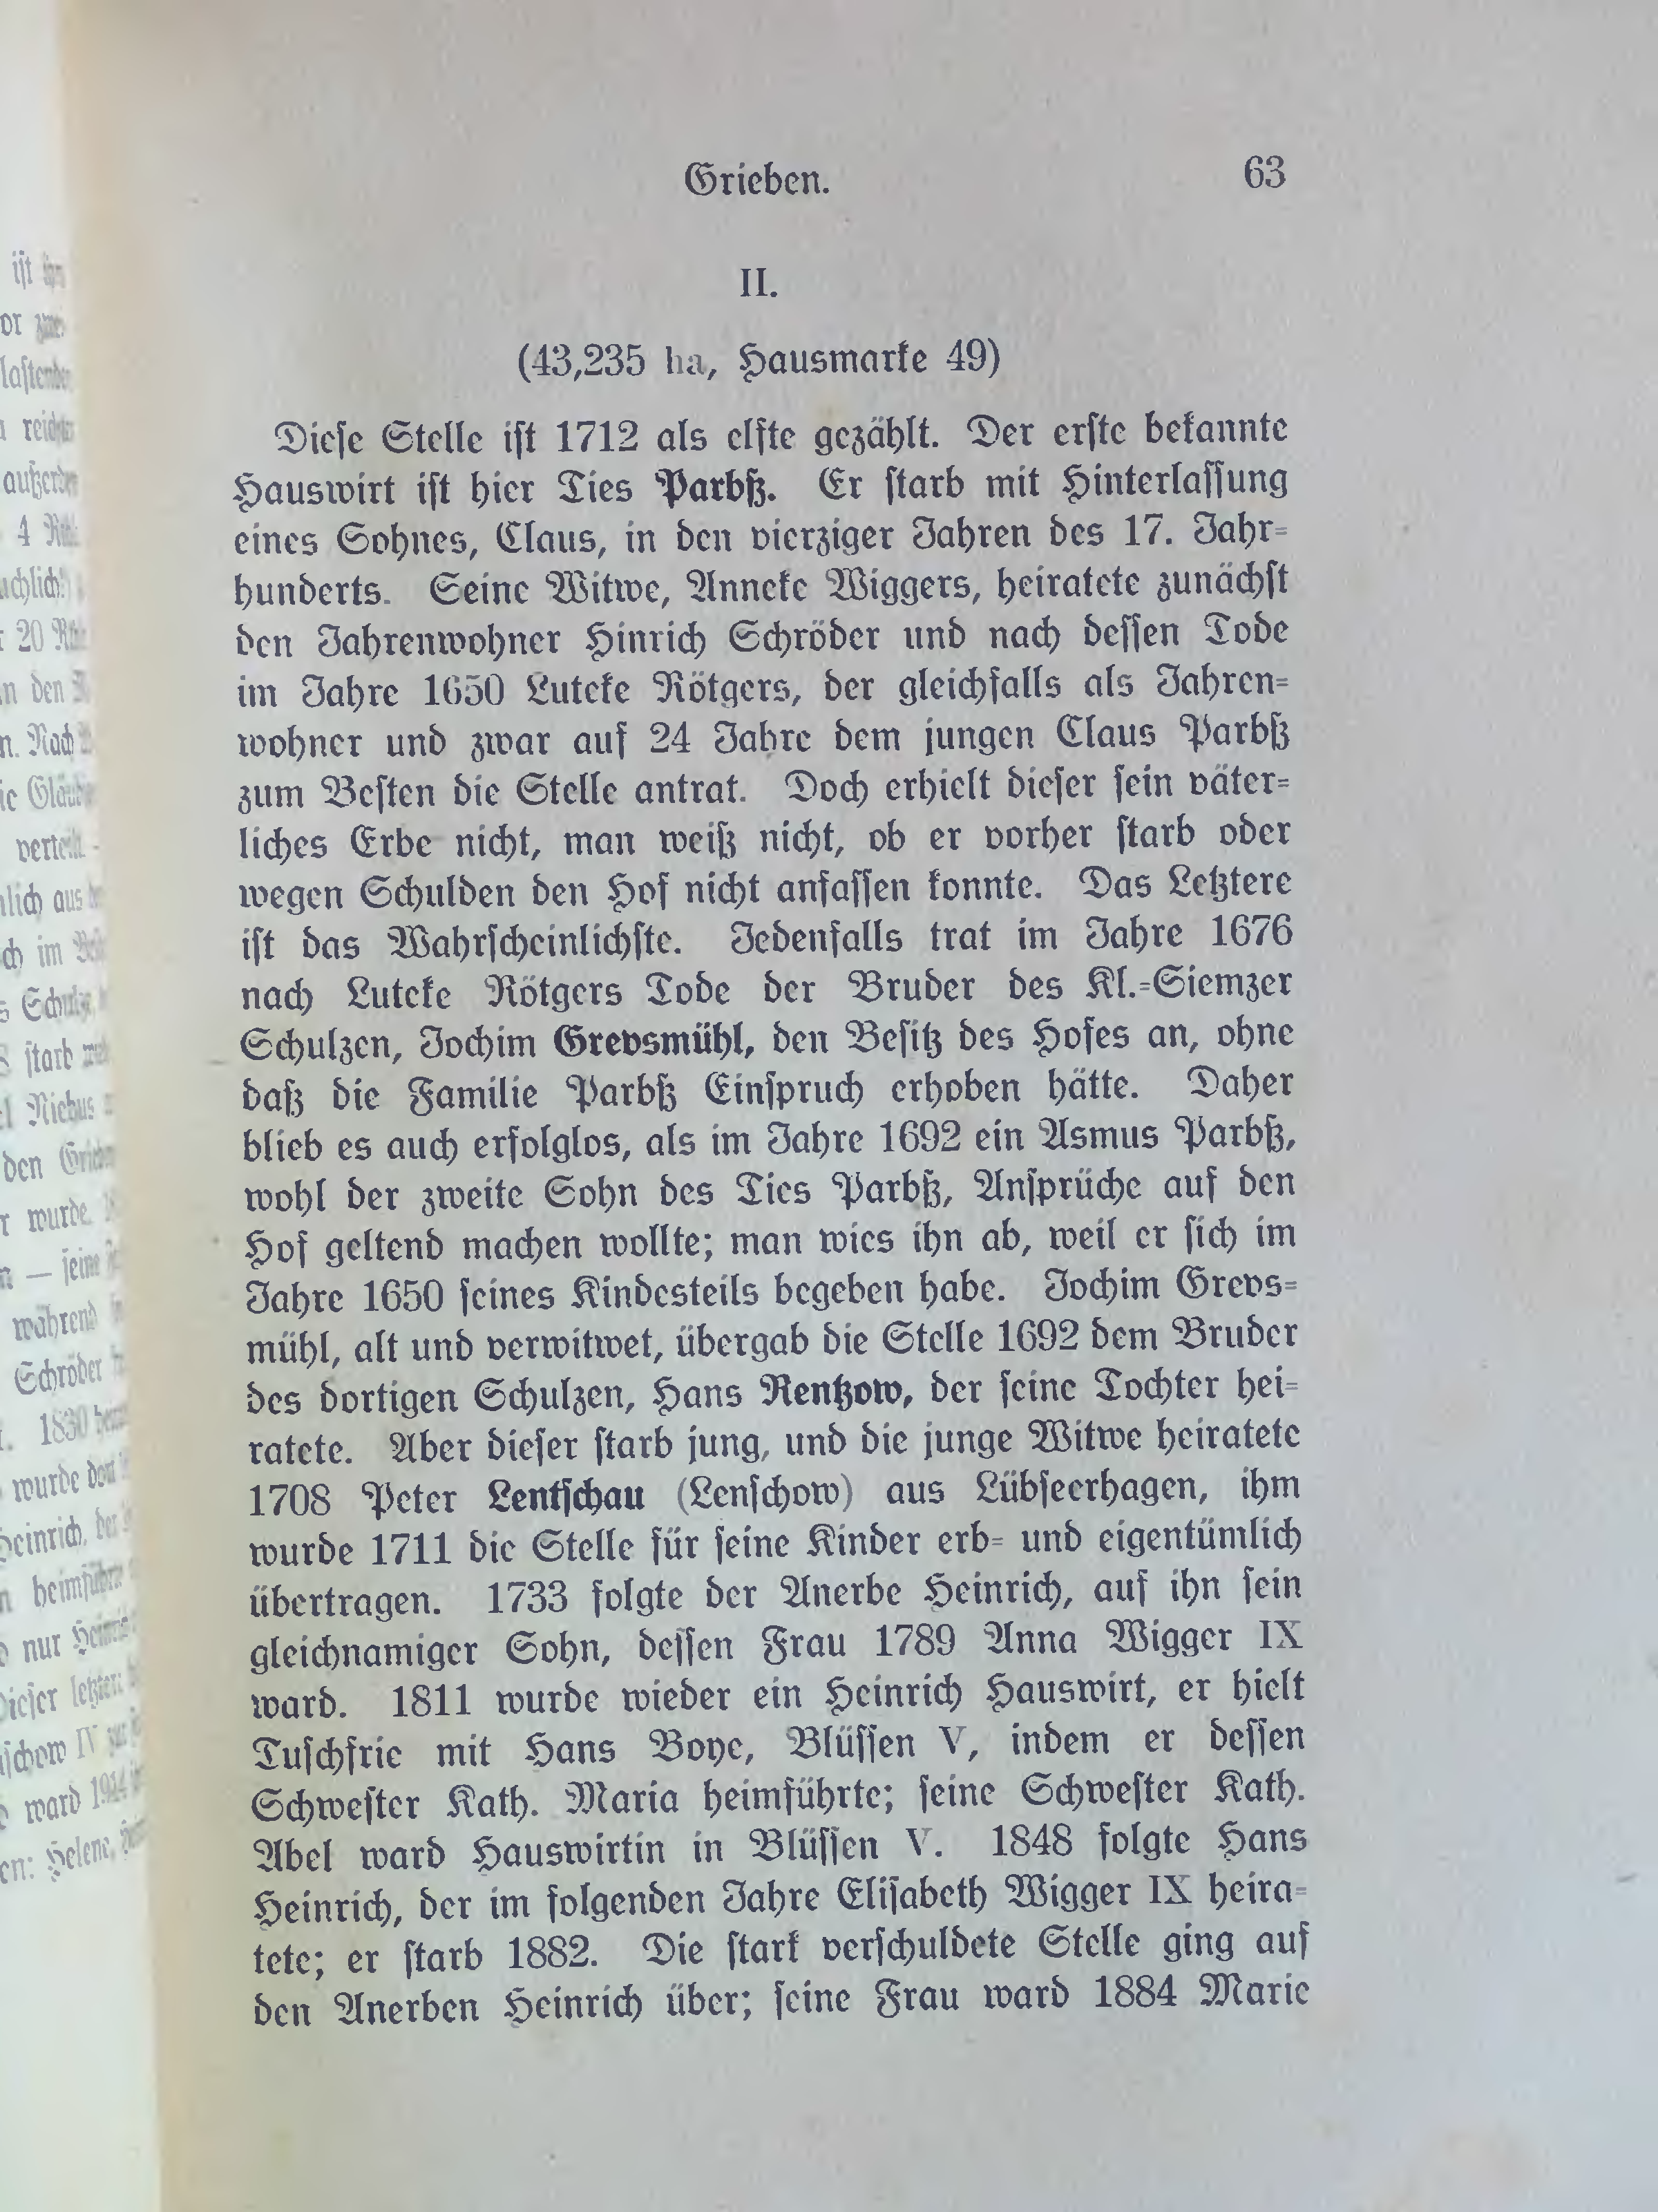 Grieben. 63
II.
(43,235 ha, Hausmarke 49)
Diese Stelle ist 1712 als elfte gezählt. Der erste bekannte
Hauswirt ist hier Ties Parbß. Er starb mit Hinterlassung
eines Sohnes, Claus, in den vierziger Jahren des 17. Jahr-
hunderts. Seine Witwe, Anneke Wiggers, heiratete zunächst
den Jahrenwohner Hinrich Schröder und nach dessen Tode
im Jahre 1650 Luteke Rötgers, der gleichfalls als Jahren-
wohner und zwar auf 24 Jahre dem jungen Claus Parbß
zum Besten die Stelle antrat. Doch erhielt dieser sein väter-
liches Erbe nicht, man weiß nicht, ob er vorher starb oder
wegen Schulden den Hof nicht anfassen konnte. Das Letztere
ist das Wahrscheinlichste. Jedenfalls trat im Jahre 1676
nach Luteke Rötgers Tode der Bruder des Kl.-Siemzer
Schulzen, Jochim Grevsmühl, den Besitz des Hofes an, ohne
daß die Familie Parbß Einspruch erhoben hätte. Daher
blieb es auch erfolglos, als im Jahre 1692 ein Asmus Parbß,
wohl der zweite Sohn des Ties Parbß, Ansprüche auf den
Hof geltend machen wollte; man wies ihn ab, weil er sich im
Jahre 1650 seines Kindesteils begeben habe. Jochim Grevs-
mühl, alt und verwitwet, übergab die Stelle 1692 dem Bruder
des dortigen Schulzen, Hans Rentzow, der seine Tochter hei-
ratete. Aber dieser starb jung, und die junge Witwe heiratete
1708 Peter Lentschau (Lenschow) aus Lübseerhagen, ihm
wurde 1711 die Stelle für seine Kinder erb- und eigentümlich
übertragen. 1733 folgte der Anerbe Heinrich, auf ihn sein
gleichnamiger Sohn, dessen Frau 1789 Anna Wigger IX
ward. 1811 wurde wieder ein Heinrich Hauswirt, er hielt
Tuschfrie mit Hans Boye, Blüssen V, indem er dessen
Schwester Kath. Maria heimführte; seine Schwester Kath.
Abel ward Hauswirtin in Blüssen V. 1848 folgte Hans
Heinrich, der im folgenden Jahre Elisabeth Wigger IX heira-
tete; er starb 1882. Die stark verschuldete Stelle ging auf
den Anerben Heinrich über; seine Frau ward 1884 Marie